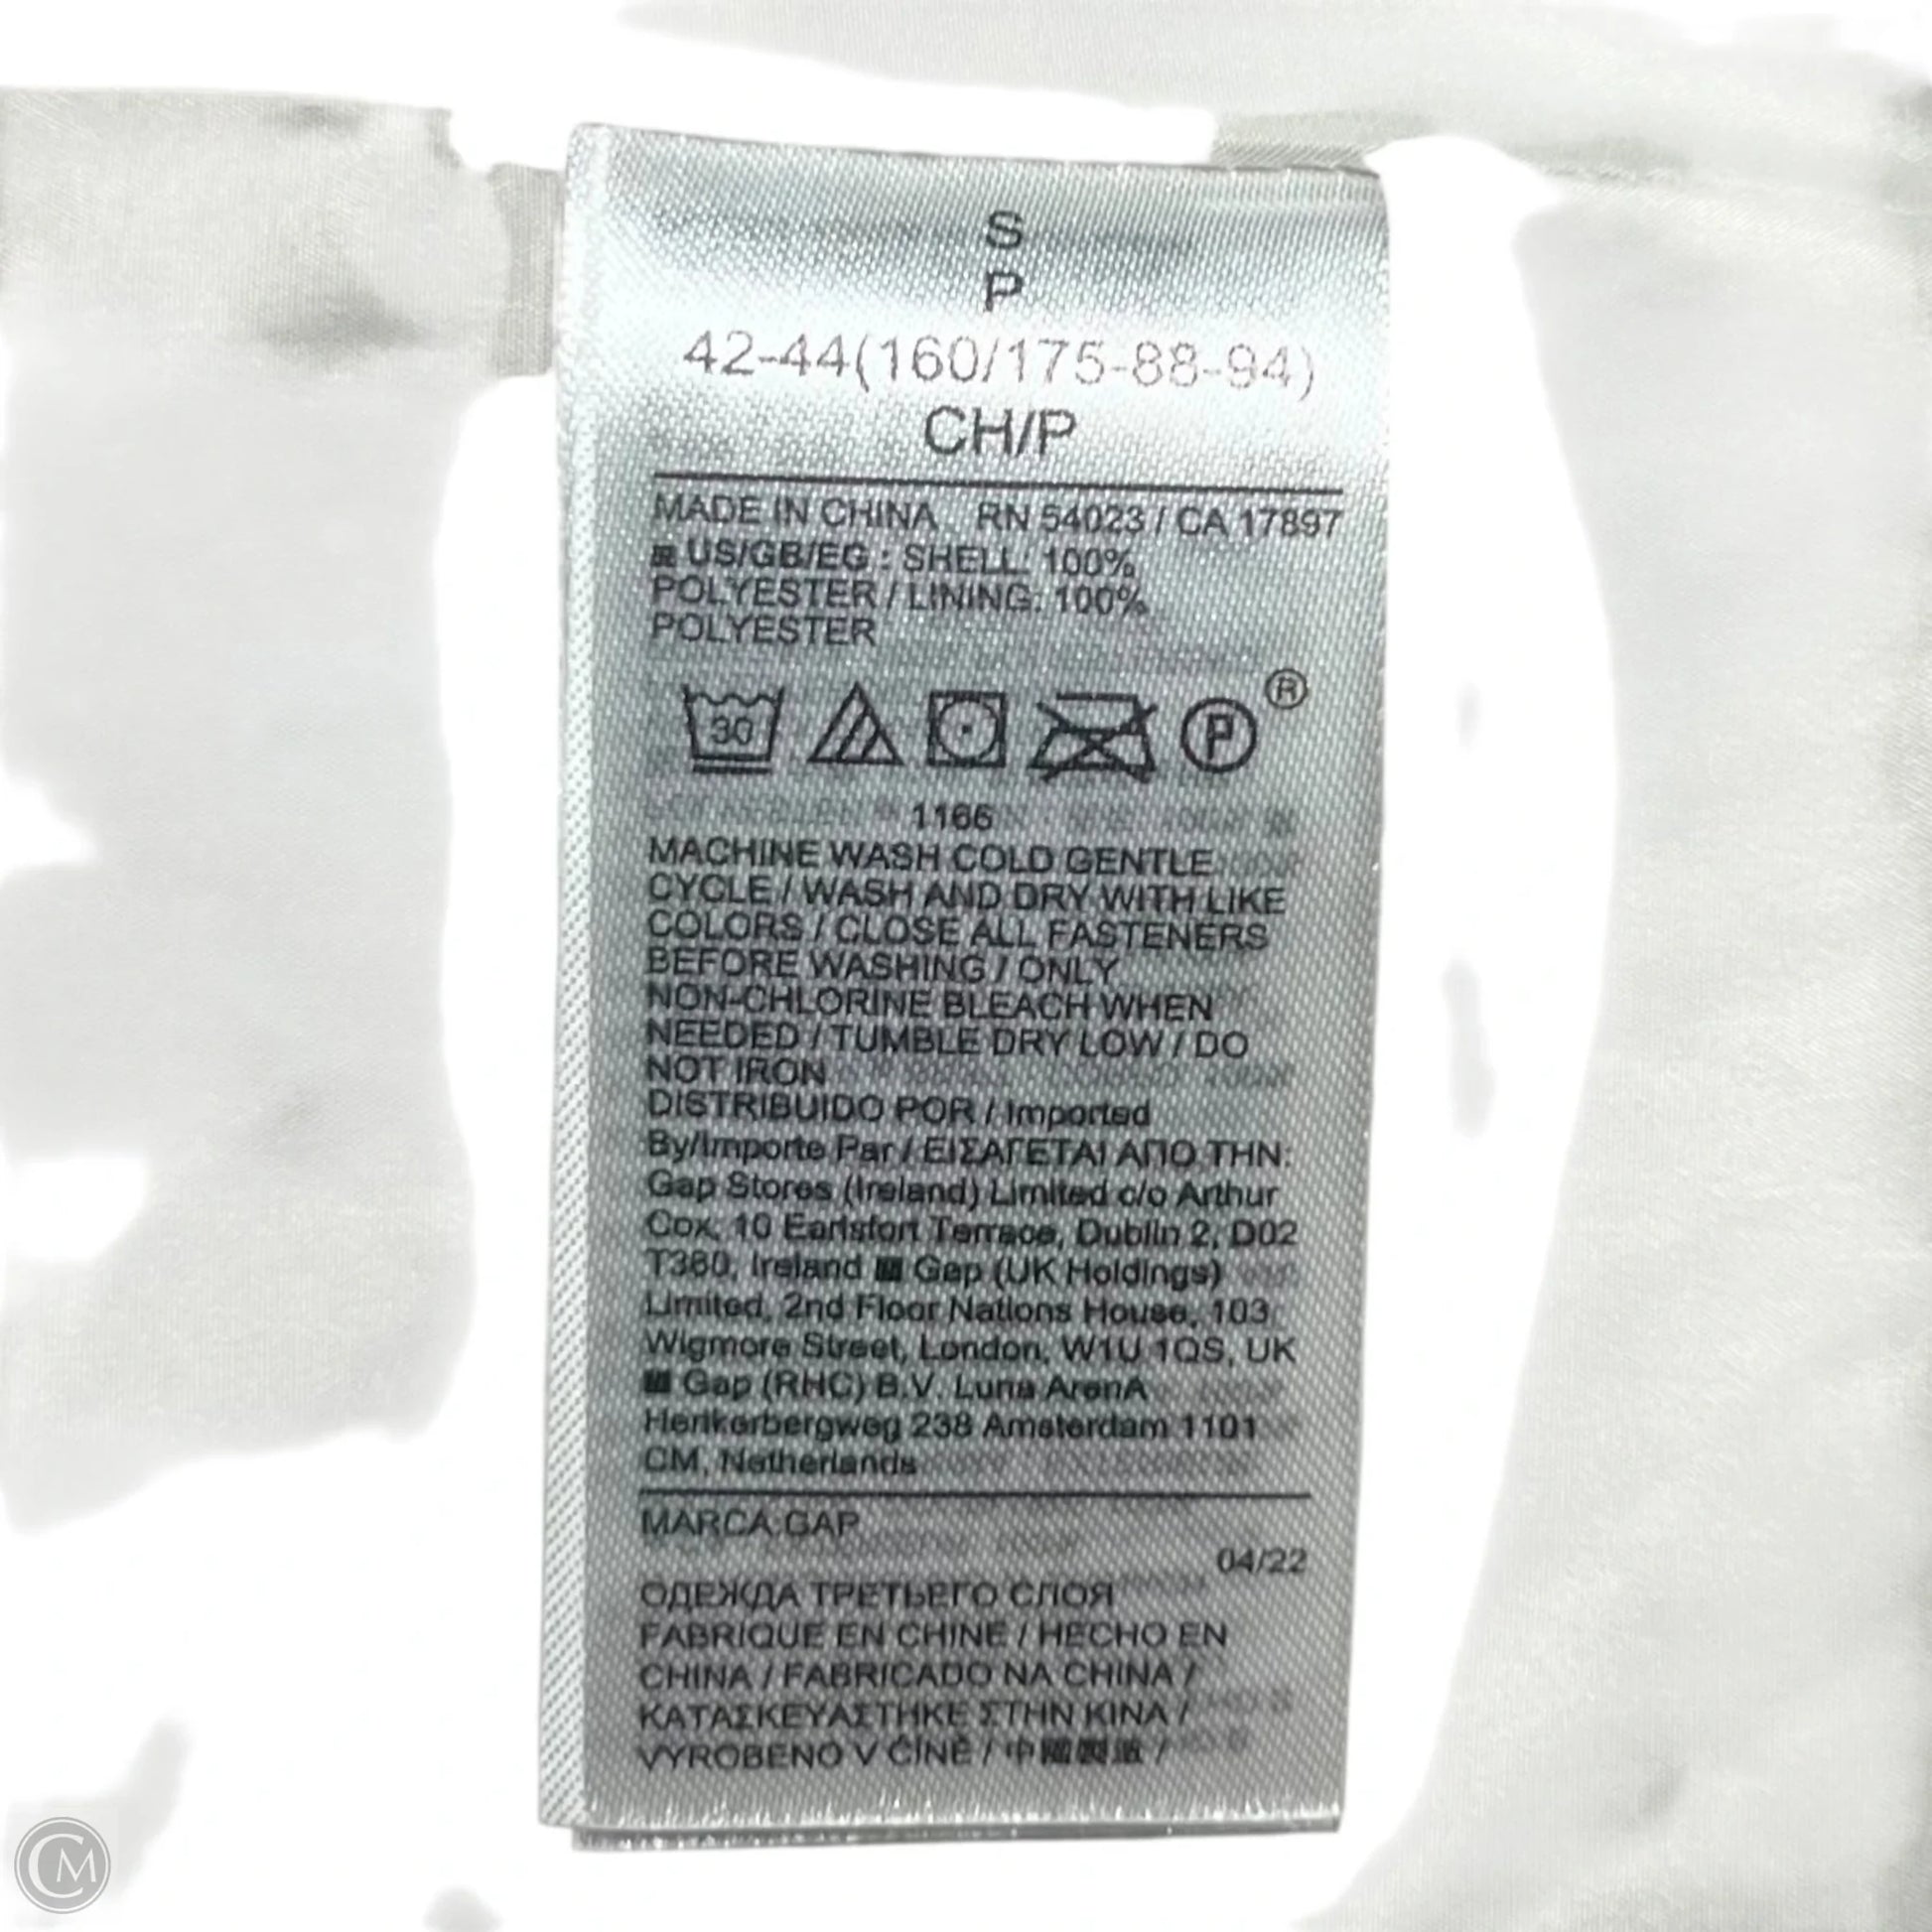 S
P
42-44(160/175-88-94)
CH/P
MADE IN CHINA RN 54023 / CA 17897
US/GB/EG : SHELL: 100%
POLYESTER / LINING: 100%
POLYESTER
30 P ®
1166
MACHINE WASH COLD GENTLE
CYCLE / WASH AND DRY WITH LIKE
COLORS / CLOSE ALL FASTENERS
BEFORE WASHING / ONLY
NON-CHLORINE BLEACH WHEN
NEEDED / TUMBLE DRY LOW / DO
NOT IRON
DISTRIBUIDO POR / Imported
By/Importe Par / ΕΙΣΑΓΕΤΑΙ ΑΠΟ ΤΗΝ:
Gap Stores (Ireland) Limited c/o Arthur
Cox, 10 Earlsfort Terrace, Dublin 2, D02
T380, Ireland Gap (UK Holdings)
Limited, 2nd Floor Nations House, 103
Wigmore Street, London, W1U 1QS, UK
Gap (RHC) B.V. Luna ArenA
Herikerbergweg 238 Amsterdam 1101
CM, Netherlands
MARCA:GAP
04/22
ОДЕЖДА ТРЕТЬЕГО СЛОЯ
FABRIQUE EN CHINE / HECHO EN
CHINA / FABRICADO NA CHINA /
ΚΑΤΑΣΚΕΥΑΣΤΗΚΕ ΣΤΗΝ ΚΙΝΑ /
VYROBENO V ČÍNĚ / 中國製造 /
CM